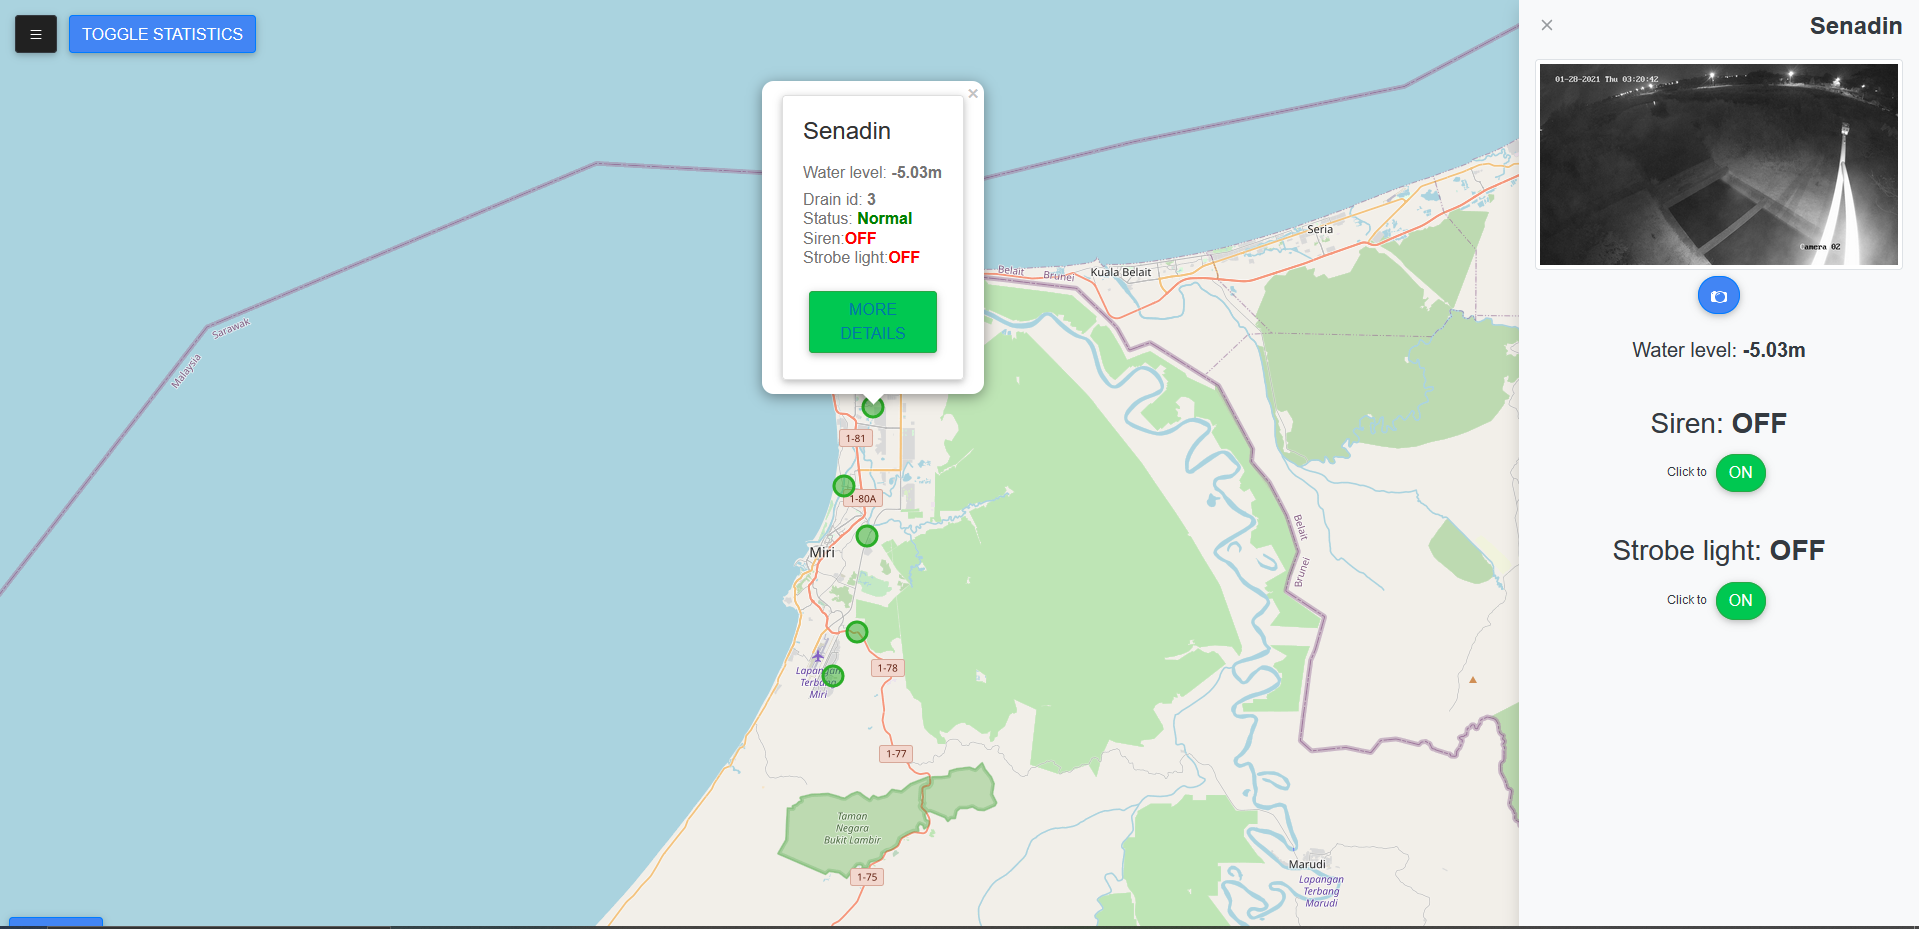 ☰
TOGGLE STATISTICS
×
Senadin
Water level: -5.03m
Drain id: 3
Status: Normal
Siren:OFF
Strobe light:OFF
MORE
DETAILS
Sarawak
Malaysia
Belait
Brunei
Kuala Belait
Seria
1-81
1-80A
Miri
Belait
Brunei
Lapangan
Terbang
Miri
1-78
1-77
Taman
Negara
Bukit Lambir
1-75
Marudi
Lapangan
Terbang
Marudi
×
Senadin
01-28-2021 Thu 03:20:42
Camera 02
Water level: -5.03m
Siren: OFF
Click to ON
Strobe light: OFF
Click to ON